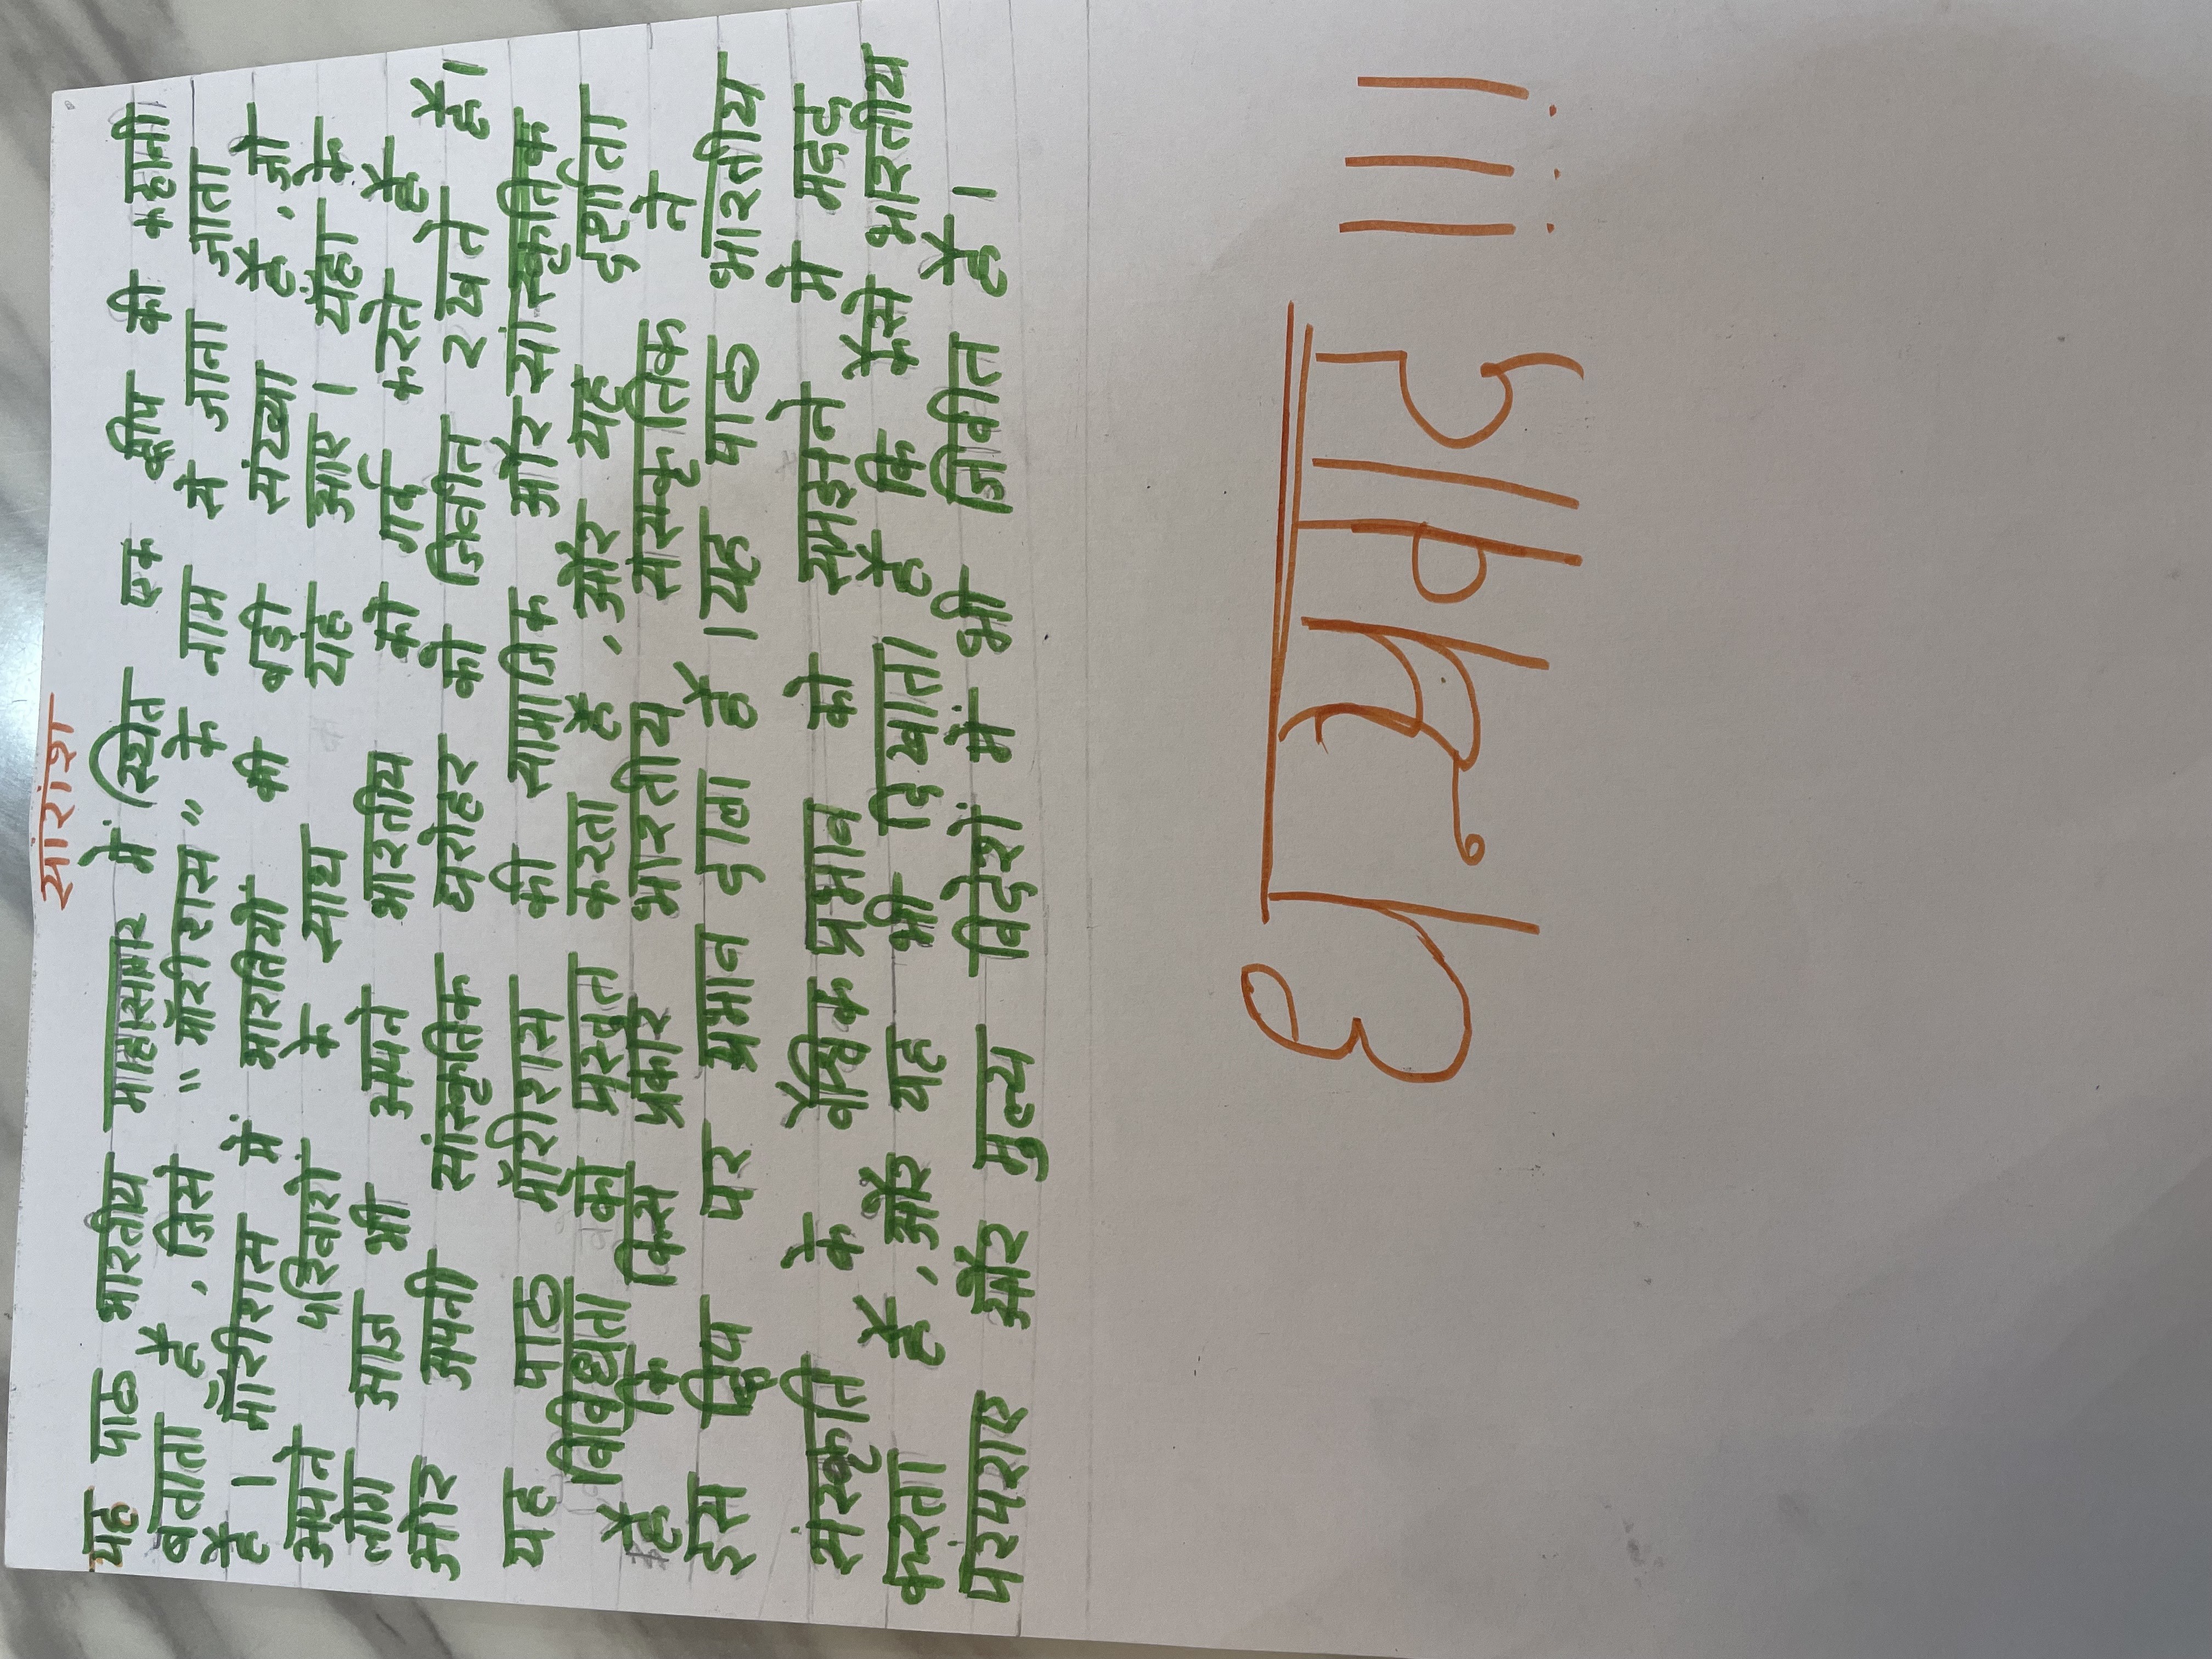 सांरांश
यह पाठ भारतीय माहासागर में स्थित एक द्वीप की कहानी
बताता है, जिसे "मॉरीशस" के नाम से जाना जाता
है। मॉरीशस में भारतियों की बड़ी संख्या है, जो
अपने परिवारों के साथ यह आए। यँहा के
लोग आज भी अपने भारतीय को गर्व करते है
ओर अपनी सांस्कृतिक धरोहर को जिवीत रखते है।
यह पाठ मॉरीशस की सामाजिक और सांस्कृतिक
विविधता को प्रस्तुत करता है, और यह दर्शाता
है कि किस प्रकार भारतीय संस्कृतिक ने
इस द्विप पर प्रभाव दाला है। यह पाठ भारतीय
संस्कृति के वैश्विक प्रभाव को समझने मे मदद
करता है, और यह भी दिखाता है कि कैसे भारतीय
परंपराए और मुल्य विदेशों में भी जिवीत है।
धन्यवाद !!!